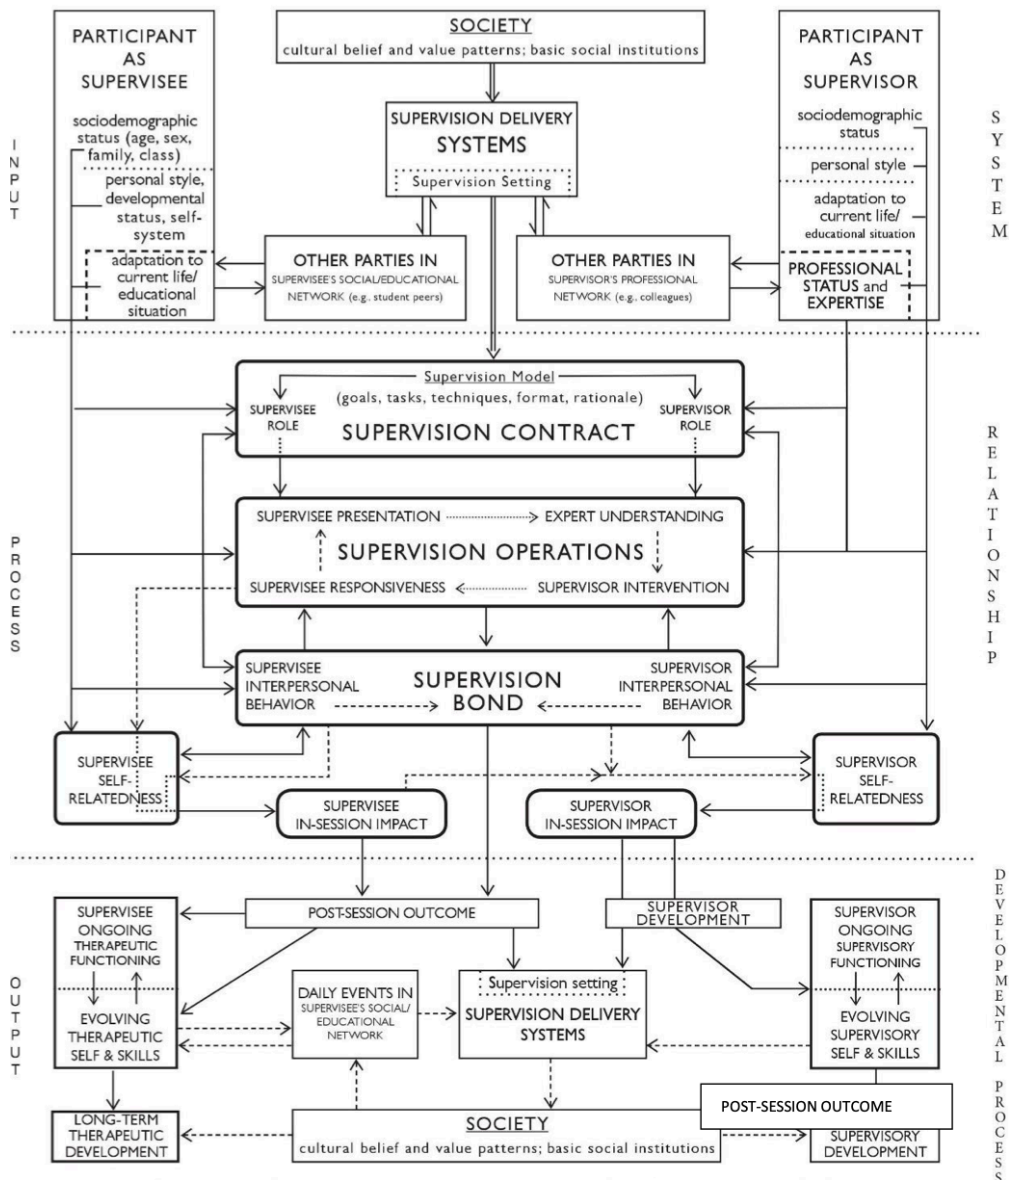 PARTICIPANT
AS
SUPERVISEE
sociodemographic
status (age, sex,
family, class)
personal style,
developmental
status, self-
system
adaptation to
current life/
educational
situation
SOCIETY
cultural belief and value patterns; basic social institutions
SUPERVISION DELIVERY
SYSTEMS
Supervision Setting
OTHER PARTIES IN
SUPERVISEE'S SOCIAL/EDUCATIONAL
NETWORK (e.g., student peers)
OTHER PARTIES IN
SUPERVISOR'S PROFESSIONAL
NETWORK (e.g., colleagues)
PARTICIPANT
AS
SUPERVISOR
sociodemographic
status
personal style
adaptation to
current life/
educational situation
PROFESSIONAL
STATUS and
EXPERTISE
INPUT
SYSTEM
Supervision Model
(goals, tasks, techniques, format, rationale)
SUPERVISEE
ROLE
SUPERVISOR
ROLE
SUPERVISION CONTRACT
SUPERVISEE PRESENTATION
EXPERT UNDERSTANDING
SUPERVISION OPERATIONS
SUPERVISEE RESPONSIVENESS
SUPERVISOR INTERVENTION
SUPERVISEE
INTERPERSONAL
BEHAVIOR
SUPERVISION
BOND
SUPERVISOR
INTERPERSONAL
BEHAVIOR
PROCESS
RELATIONSHIP
SUPERVISEE
SELF-
RELATEDNESS
SUPERVISEE
IN-SESSION IMPACT
SUPERVISOR
IN-SESSION IMPACT
SUPERVISOR
SELF-
RELATEDNESS
SUPERVISEE
ONGOING
THERAPEUTIC
FUNCTIONING
EVOLVING
THERAPEUTIC
SELF & SKILLS
POST-SESSION OUTCOME
SUPERVISOR
DEVELOPMENT
SUPERVISOR
ONGOING
SUPERVISORY
FUNCTIONING
EVOLVING
SUPERVISORY
SELF & SKILLS
DAILY EVENTS IN
SUPERVISEE'S SOCIAL/
EDUCATIONAL
NETWORK
Supervision setting
SUPERVISION DELIVERY
SYSTEMS
OUTPUT
DEVELOPMENTAL PROCESS
LONG-TERM
THERAPEUTIC
DEVELOPMENT
SOCIETY
cultural belief and value patterns; basic social institutions
POST-SESSION OUTCOME
SUPERVISORY
DEVELOPMENT